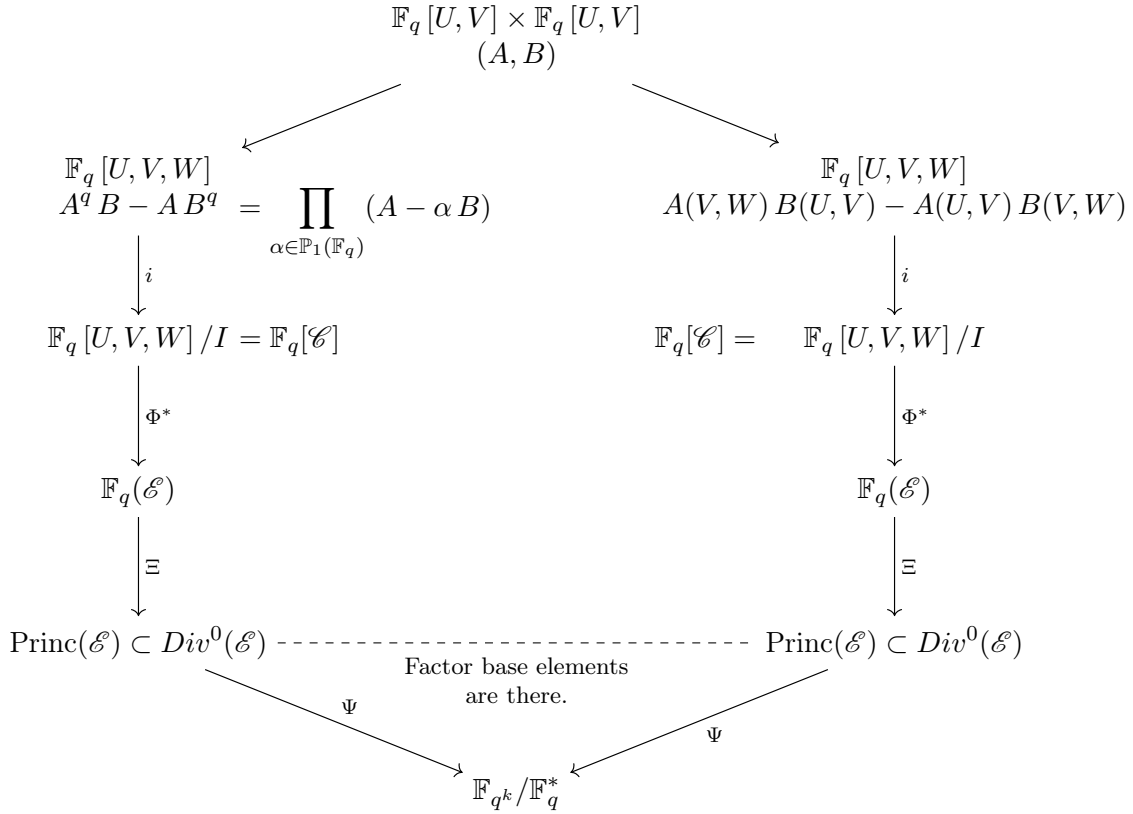 𝔽_q [U, V] × 𝔽_q [U, V]
(A, B)
𝔽_q [U, V, W]
A^q B − A B^q = ∏_{α∈ℙ_1(𝔽_q)} (A − α B)
𝔽_q [U, V, W]
A(V, W) B(U, V) − A(U, V) B(V, W)
i
i
𝔽_q [U, V, W] /I = 𝔽_q[𝒞]
𝔽_q[𝒞] = 𝔽_q [U, V, W] /I
Φ*
Φ*
𝔽_q(ℰ)
𝔽_q(ℰ)
Ξ
Ξ
Princ(ℰ) ⊂ Div^0(ℰ)
Princ(ℰ) ⊂ Div^0(ℰ)
Factor base elements
are there.
Ψ
Ψ
𝔽_{q^k}/𝔽_q^*